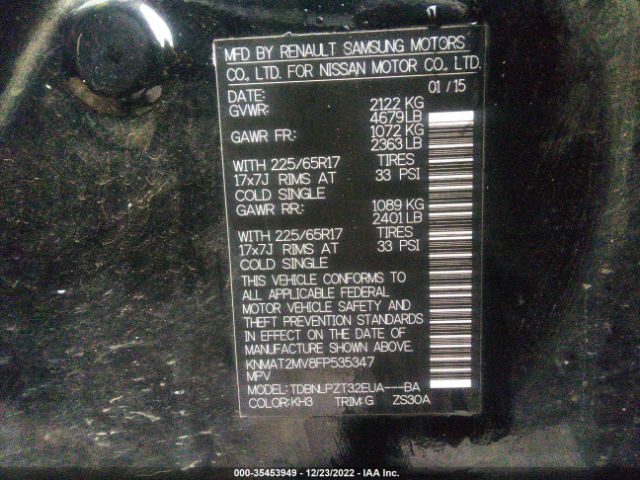 MFD BY RENAULT SAMSUNG MOTORS
CO., LTD. FOR NISSAN MOTOR CO., LTD.
DATE: 01 / 15
GVWR: 2122 KG
4679 LB
GAWR FR: 1072 KG
2363 LB
WITH 225/65R17 TIRES
17x7J RIMS AT 33 PSI
COLD SINGLE
GAWR RR: 1089 KG
2401 LB
WITH 225/65R17 TIRES
17x7J RIMS AT 33 PSI
COLD SINGLE
THIS VEHICLE CONFORMS TO
ALL APPLICABLE FEDERAL
MOTOR VEHICLE SAFETY AND
THEFT PREVENTION STANDARDS
IN EFFECT ON THE DATE OF
MANUFACTURE SHOWN ABOVE.
KNMAT2MV8FP535347
MPV
MODEL: TDBNLPZT32EUA---BA
COLOR: KH3 TRIM: G ZS30A
000-35453949 - 12/23/2022 - IAA Inc.